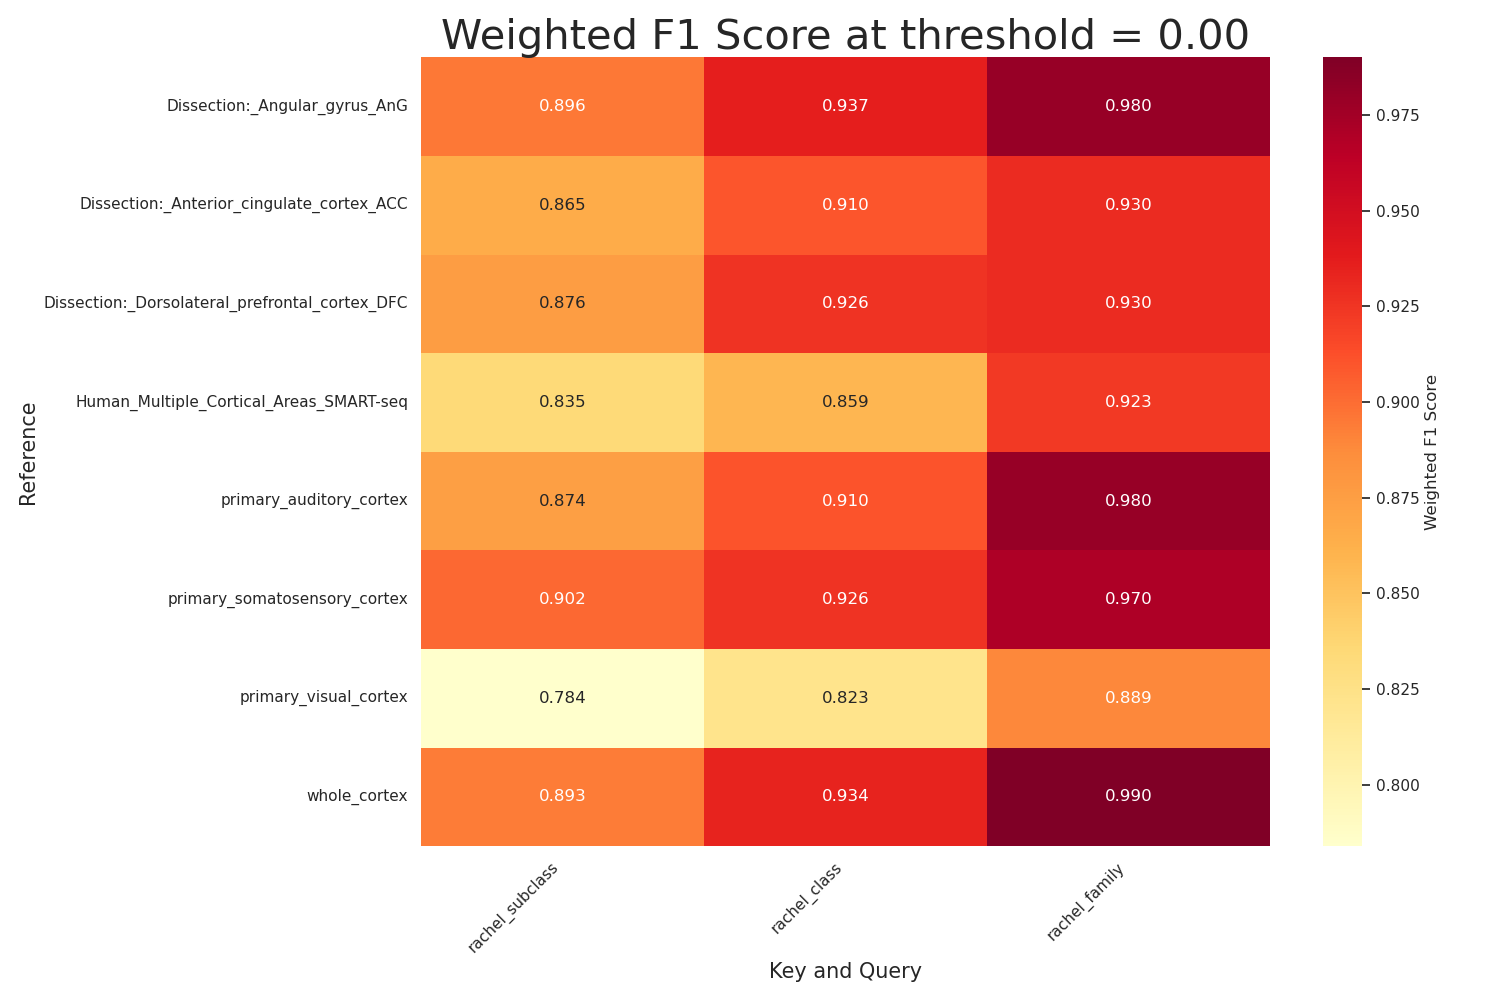 Weighted F1 Score at threshold = 0.00
Reference
Dissection:_Angular_gyrus_AnG 0.896 0.937 0.980
Dissection:_Anterior_cingulate_cortex_ACC 0.865 0.910 0.930
Dissection:_Dorsolateral_prefrontal_cortex_DFC 0.876 0.926 0.930
Human_Multiple_Cortical_Areas_SMART-seq 0.835 0.859 0.923
primary_auditory_cortex 0.874 0.910 0.980
primary_somatosensory_cortex 0.902 0.926 0.970
primary_visual_cortex 0.784 0.823 0.889
whole_cortex 0.893 0.934 0.990
rachel_subclass rachel_class rachel_family
Key and Query
0.975
0.950
0.925
0.900
0.875
0.850
0.825
0.800
Weighted F1 Score